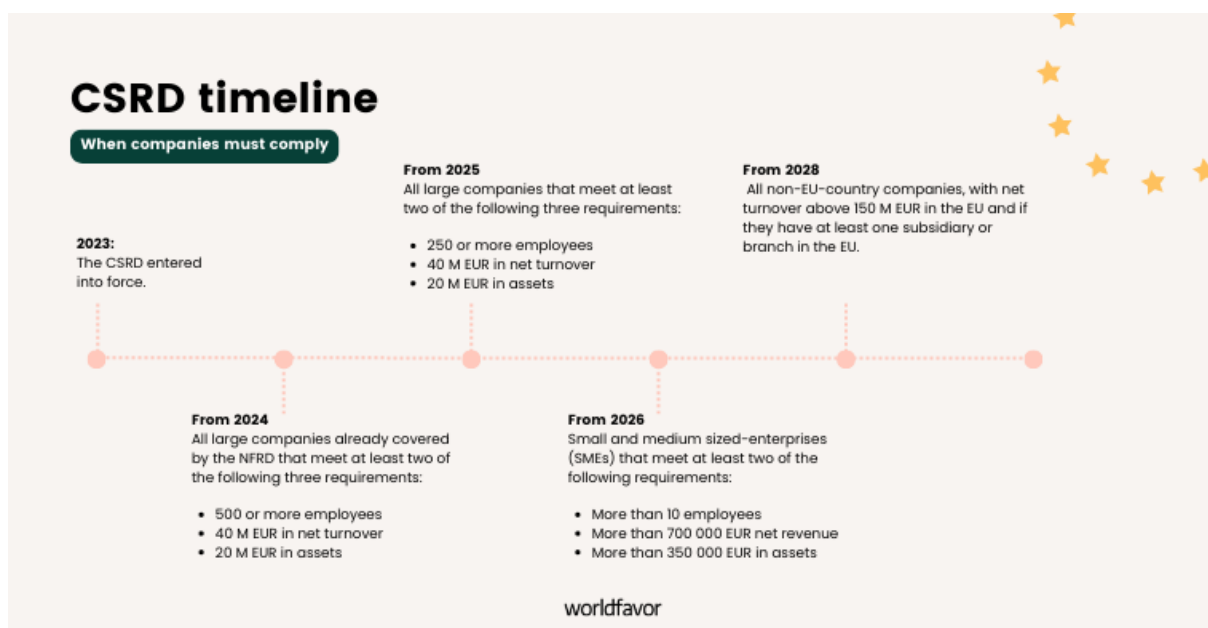 CSRD timeline
When companies must comply
2023:
The CSRD entered
into force.
From 2024
All large companies already covered
by the NFRD that meet at least two of
the following three requirements:
• 500 or more employees
• 40 M EUR in net turnover
• 20 M EUR in assets
From 2025
All large companies that meet at least
two of the following three requirements:
• 250 or more employees
• 40 M EUR in net turnover
• 20 M EUR in assets
From 2026
Small and medium sized-enterprises
(SMEs) that meet at least two of the
following requirements:
• More than 10 employees
• More than 700 000 EUR net revenue
• More than 350 000 EUR in assets
From 2028
All non-EU-country companies, with net
turnover above 150 M EUR in the EU and if
they have at least one subsidiary or
branch in the EU.
worldfavor